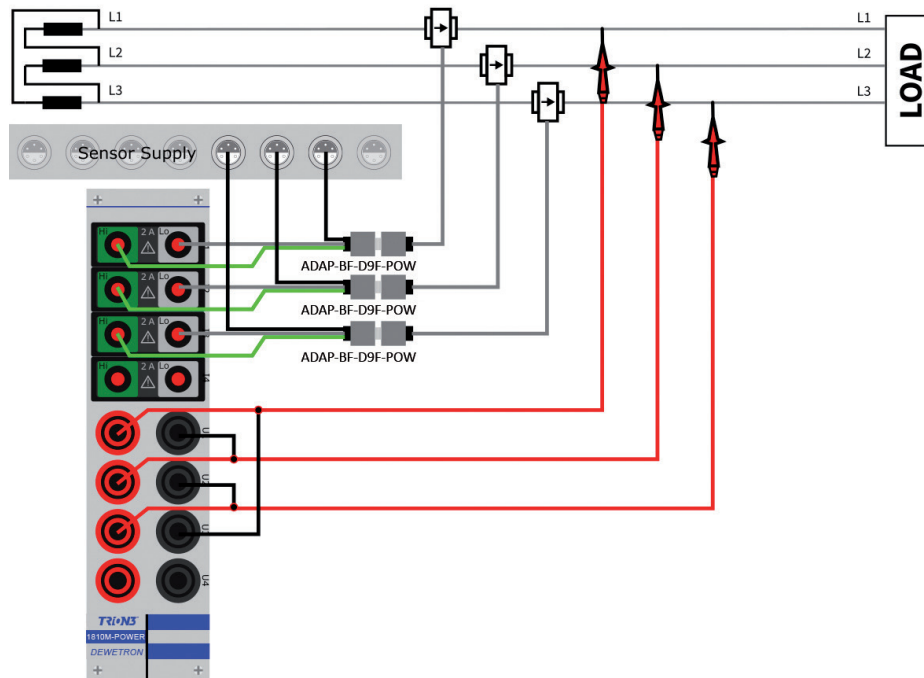 L1
L1
L2
L2
L3
L3
LOAD
Sensor Supply
Hi 2 A Lo
ADAP-BF-D9F-POW
Hi 2 A Lo
ADAP-BF-D9F-POW
Hi 2 A Lo
ADAP-BF-D9F-POW
Hi 2 A Lo
I4
U4
TRION3
1810M-POWER
DEWETRON